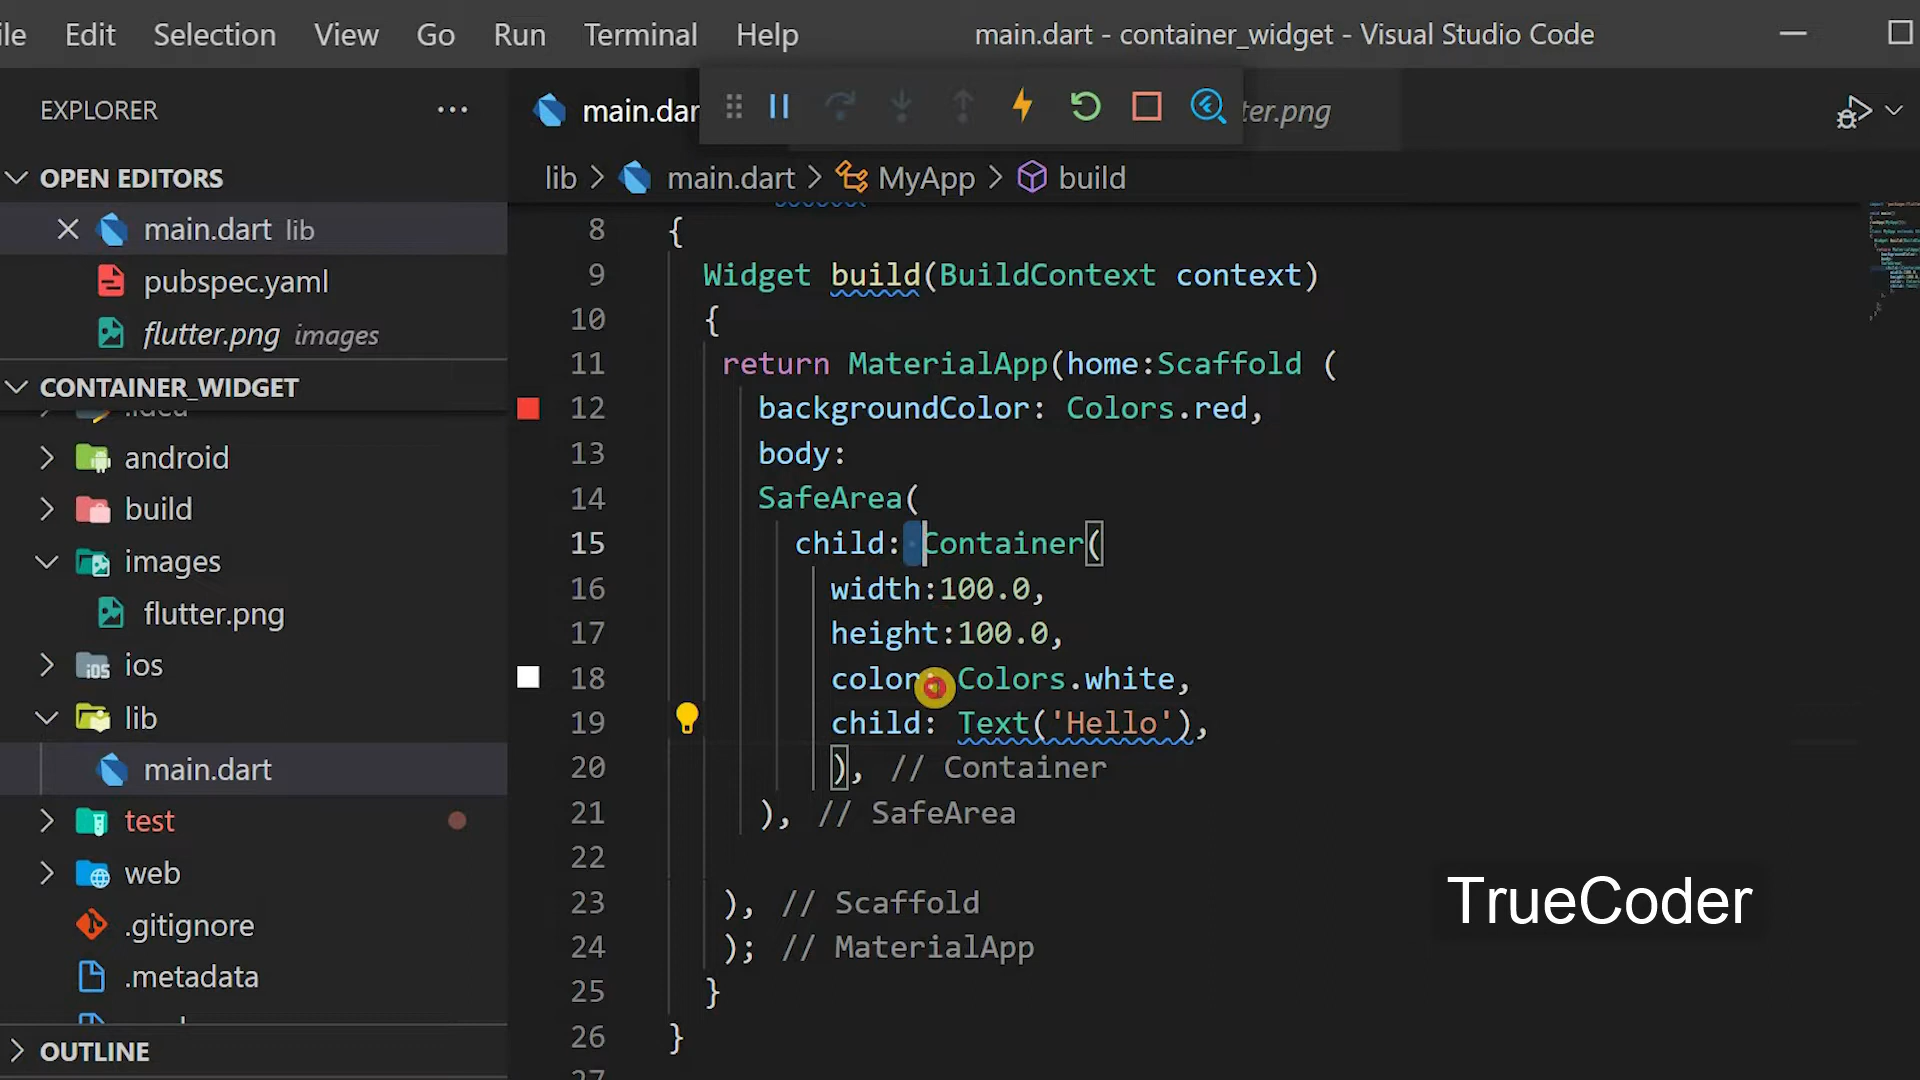 ile Edit Selection View Go Run Terminal Help main.dart - container_widget - Visual Studio Code
EXPLORER
main.dar
ter.png
OPEN EDITORS
lib > main.dart > MyApp > build
main.dart lib
pubspec.yaml
flutter.png images
CONTAINER_WIDGET
.idea
android
build
images
flutter.png
ios
lib
main.dart
test
web
.gitignore
.metadata
OUTLINE
8 {
9 Widget build(BuildContext context)
10 {
11 return MaterialApp(home:Scaffold (
12 backgroundColor: Colors.red,
13 body:
14 SafeArea(
15 child: Container(
16 width:100.0,
17 height:100.0,
18 color: Colors.white,
19 child: Text('Hello'),
20 ), // Container
21 ), // SafeArea
22
23 ), // Scaffold
24 ); // MaterialApp
25 }
26 }
27
TrueCoder